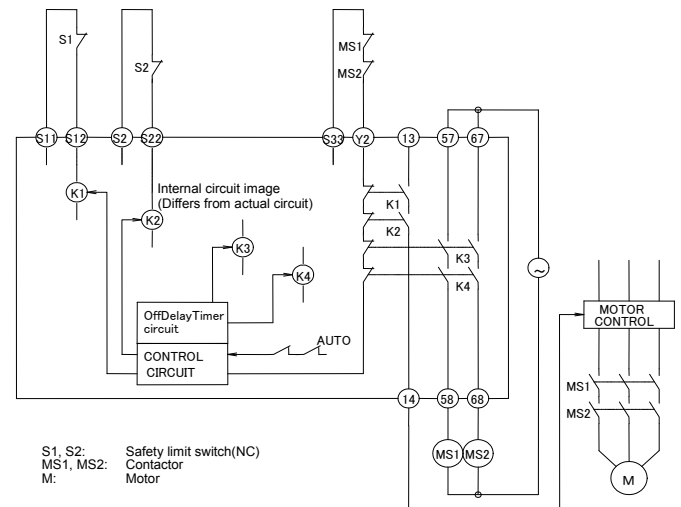 S1
S2
MS1
MS2
S11
S12
S2
S22
S33
Y2
13
57
67
K1
Internal circuit image
(Differs from actual circuit)
K2
K1
K2
K3
K3
K4
K4
OffDelayTimer
circuit
AUTO
CONTROL
CIRCUIT
~
MOTOR
CONTROL
MS1
MS2
14
58
68
MS1
MS2
M
S1, S2: Safety limit switch(NC)
MS1, MS2: Contactor
M: Motor